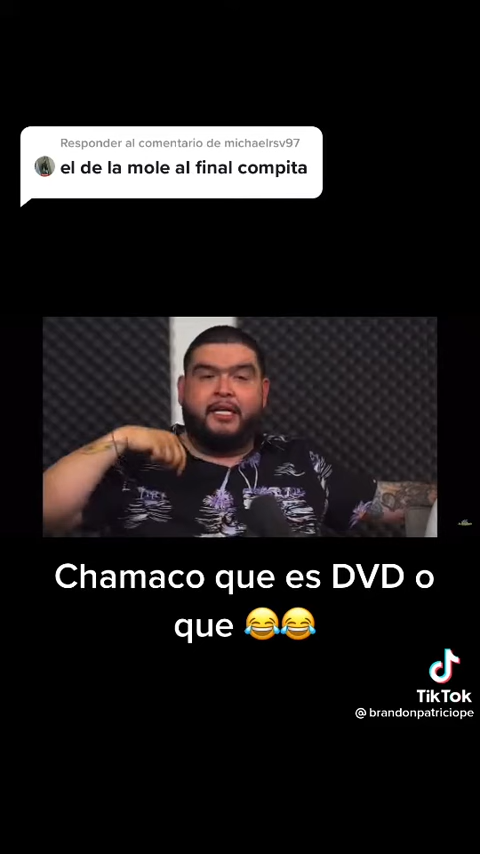 Responder al comentario de michaelrsv97
el de la mole al final compita
Chamaco que es DVD o
que 😂😂
TikTok
@ brandonpatriciope